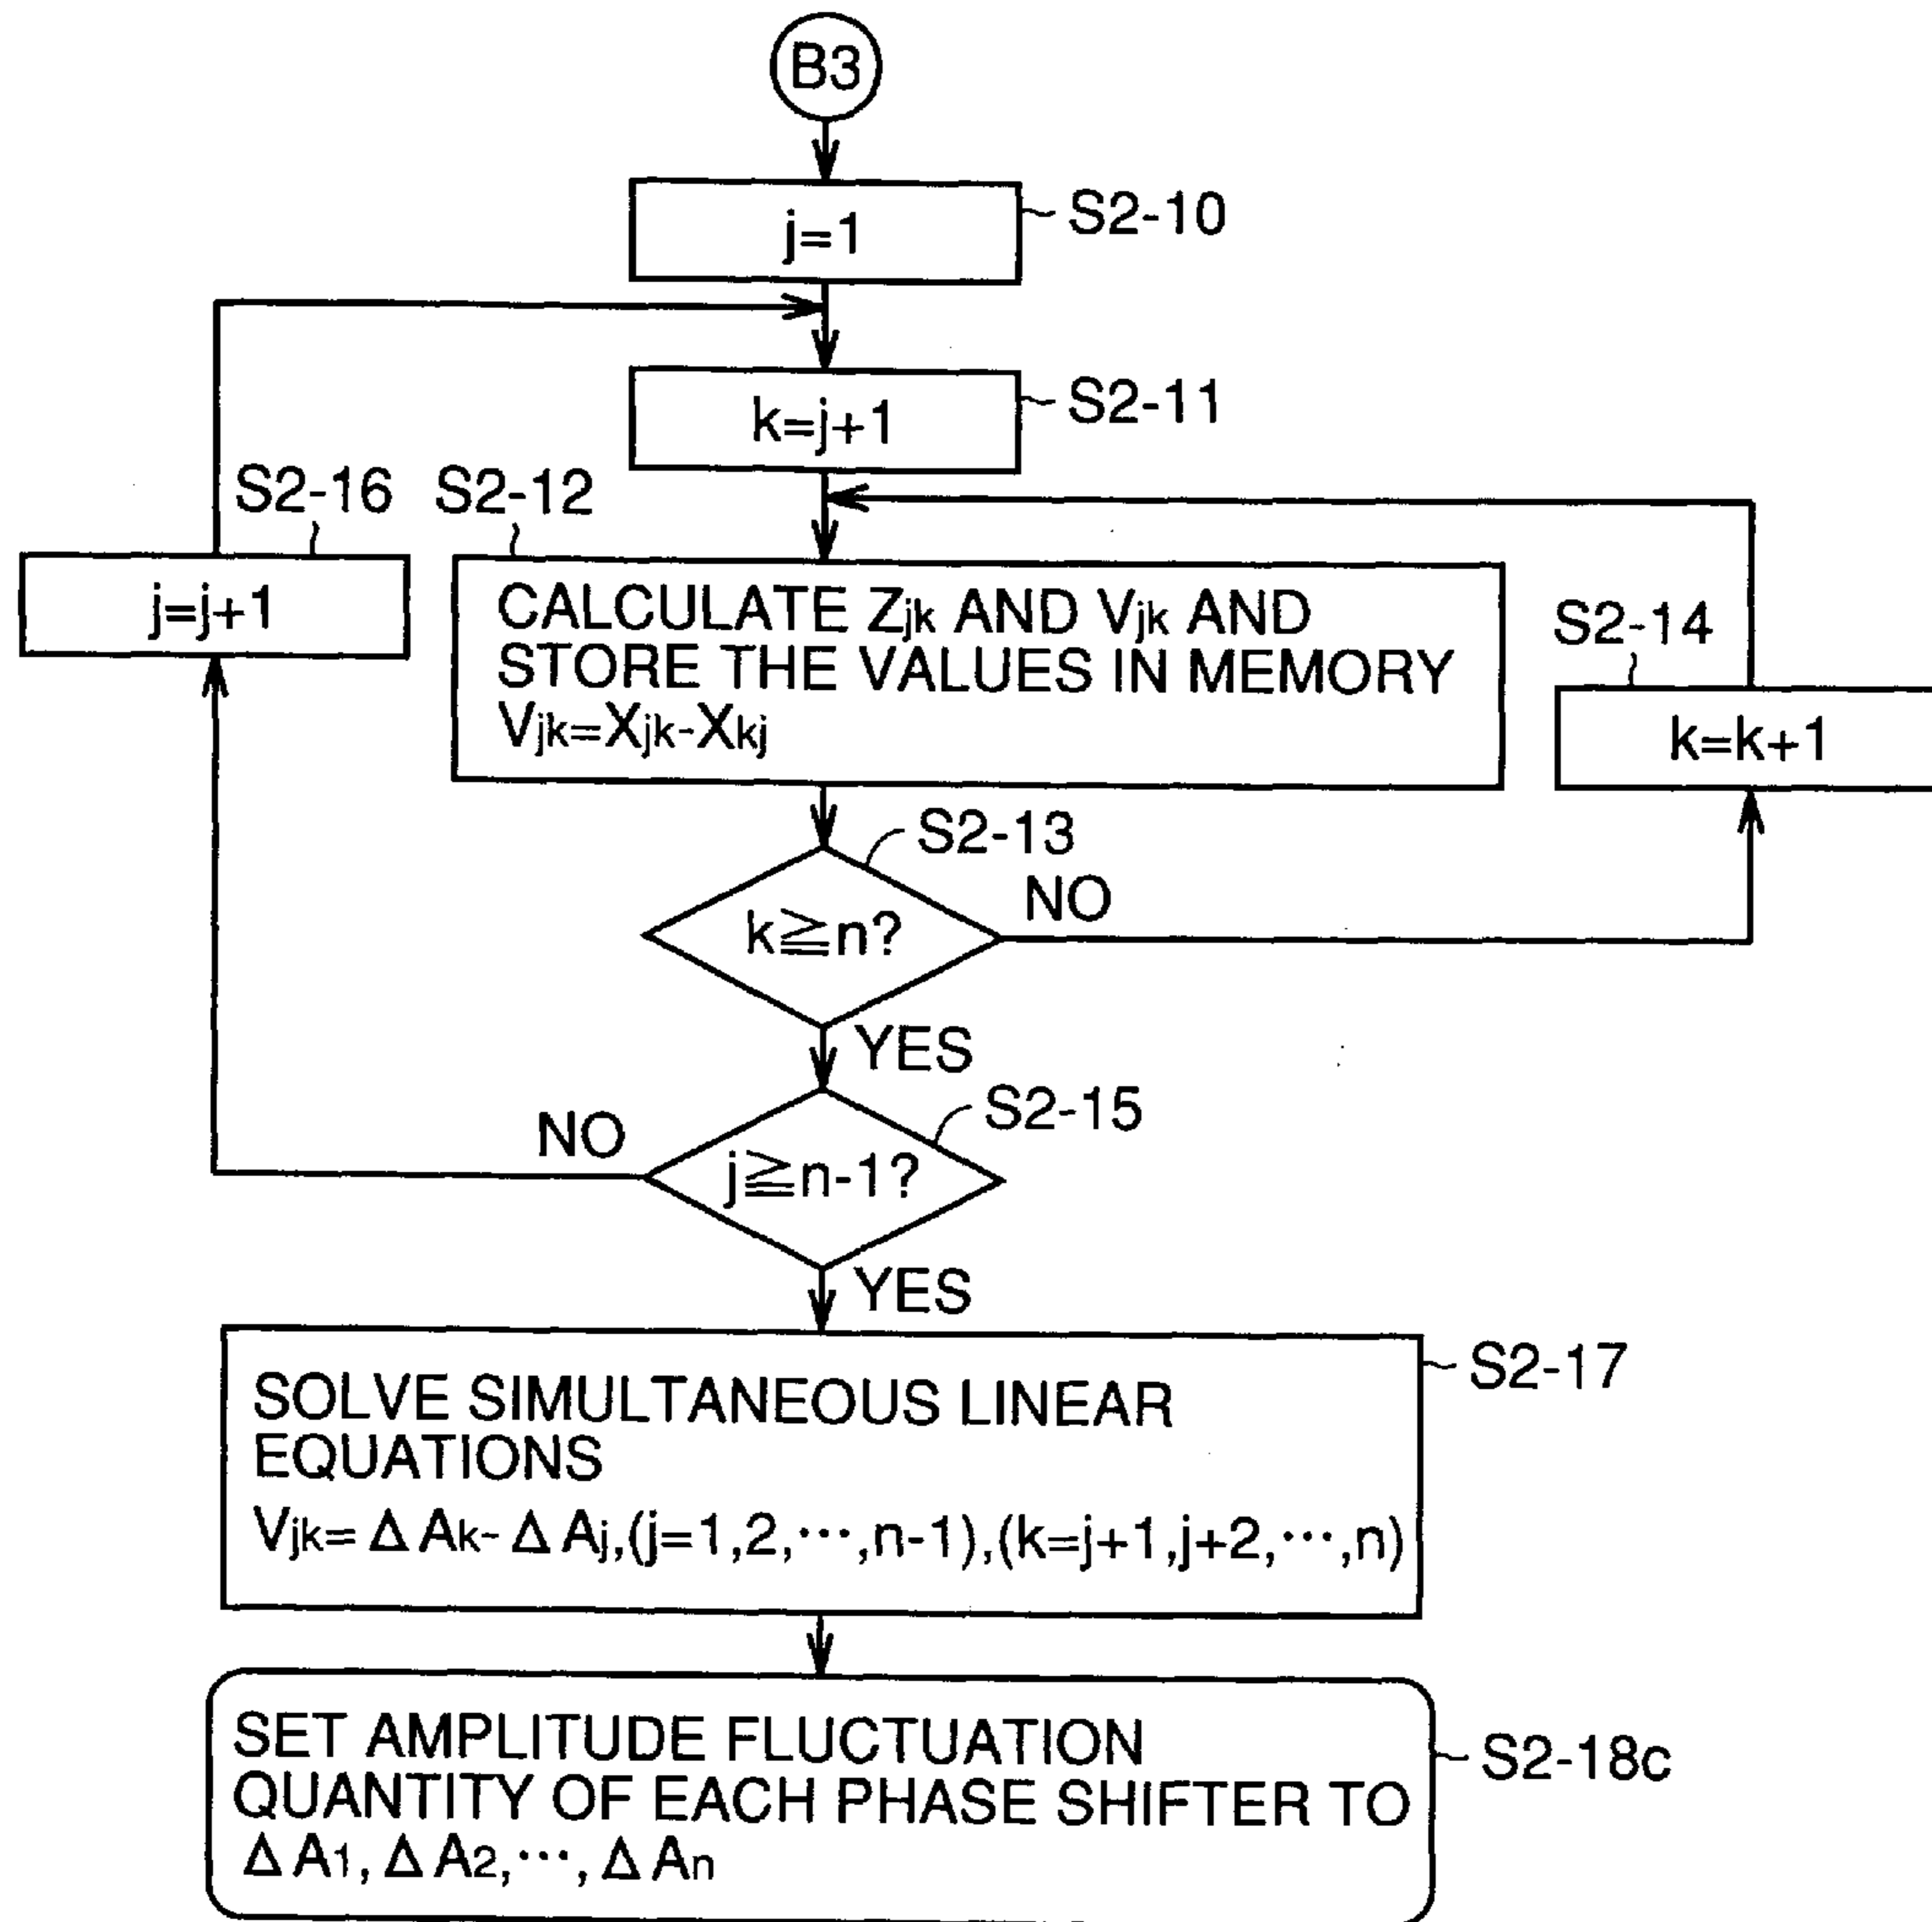 B3
j=1
S2-10
k=j+1
S2-11
S2-16
S2-12
j=j+1
CALCULATE Zjk AND Vjk AND
STORE THE VALUES IN MEMORY
Vjk=Xjk-Xkj
S2-14
k=k+1
S2-13
k≧n?
NO
YES
S2-15
j≧n-1?
NO
YES
S2-17
SOLVE SIMULTANEOUS LINEAR
EQUATIONS
Vjk=ΔAk-ΔAj,(j=1,2,···,n-1),(k=j+1,j+2,···,n)
SET AMPLITUDE FLUCTUATION
QUANTITY OF EACH PHASE SHIFTER TO
ΔA1,ΔA2,···,ΔAn
S2-18c